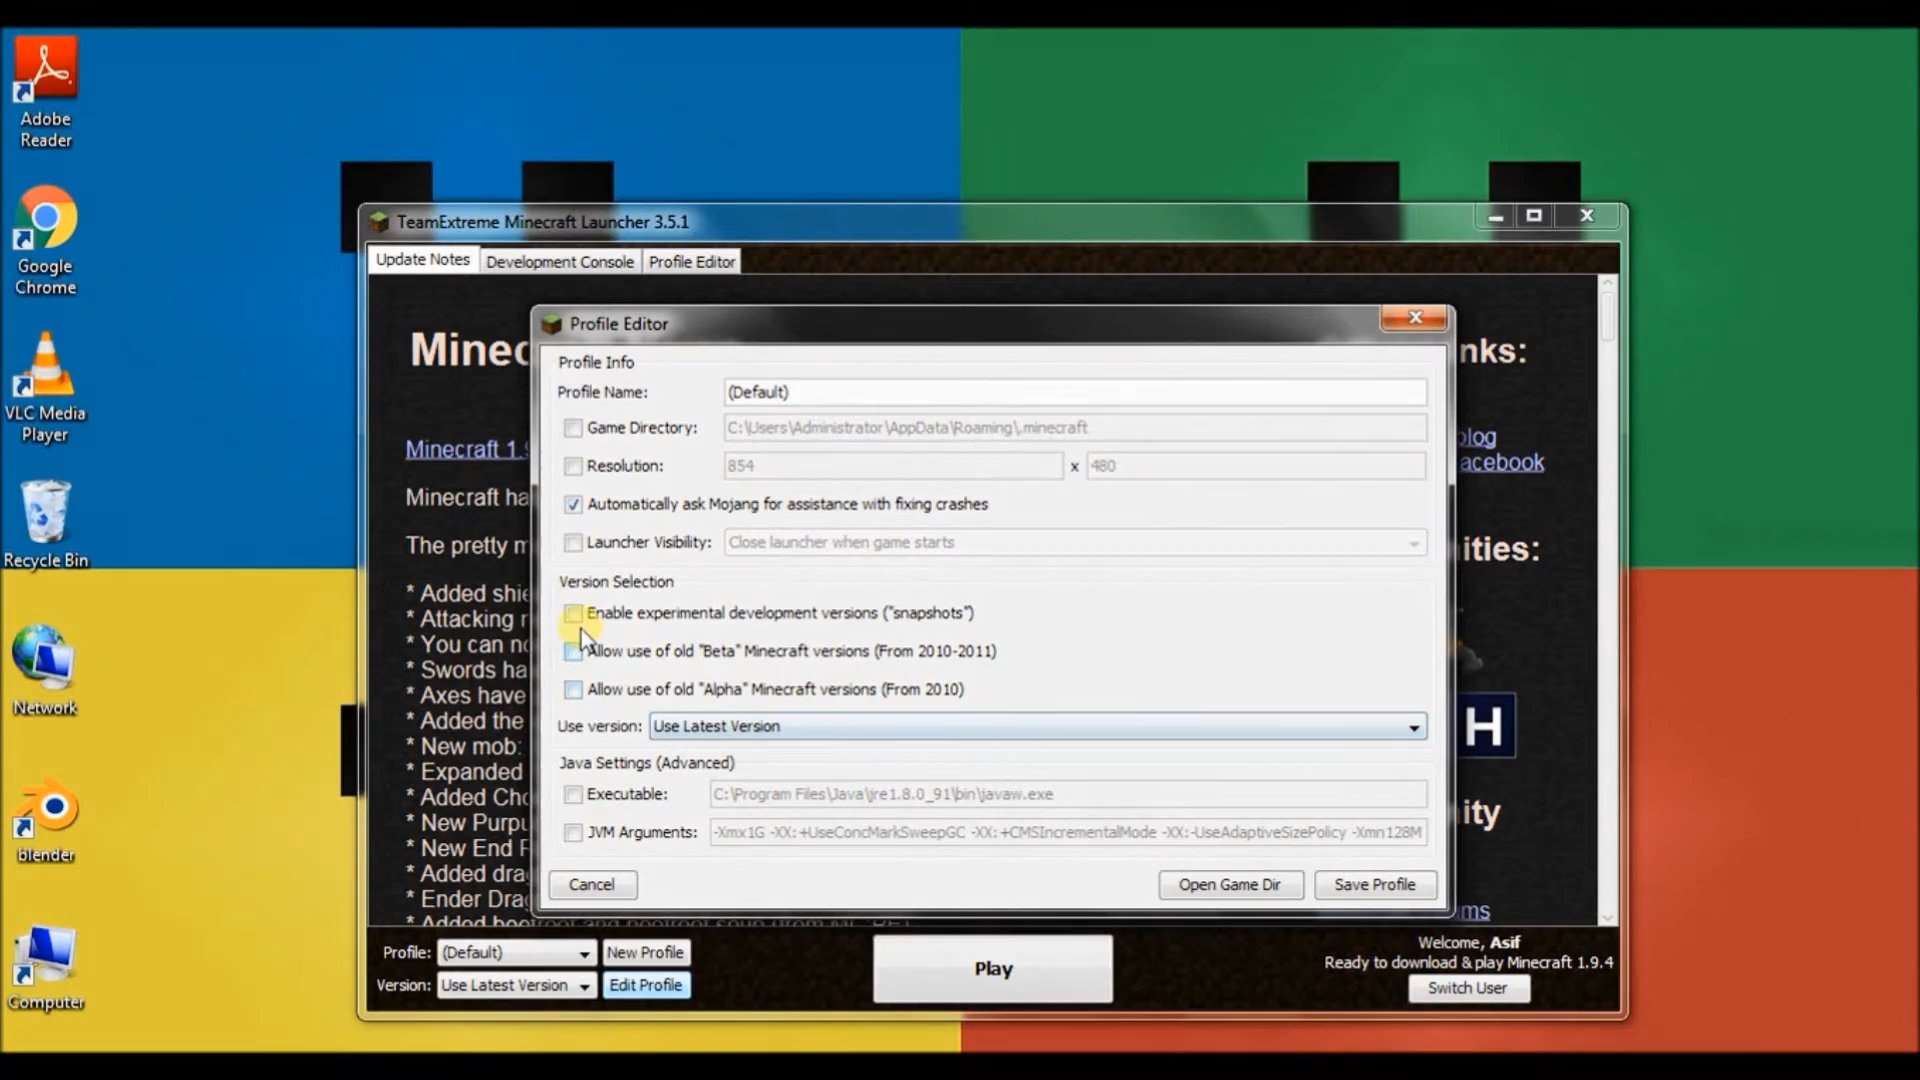 Adobe
Reader
Google
Chrome
VLC Media
Player
Recycle Bin
Network
blender
Computer
TeamExtreme Minecraft Launcher 3.5.1
Update Notes
Development Console
Profile Editor
Minec
nks:
Minecraft 1.9
blog
acebook
Minecraft ha
The pretty m
ities:
* Added shie
* Attacking r
* You can no
* Swords ha
* Axes have
* Added the
* New mob:
* Expanded
* Added Cho
* New Purpu
* New End R
* Added drag
* Ender Drag
H
ity
ms
Profile Editor
Profile Info
Profile Name: (Default)
Game Directory: C:\Users\Administrator\AppData\Roaming\.minecraft
Resolution: 854 x 480
Automatically ask Mojang for assistance with fixing crashes
Launcher Visibility: Close launcher when game starts
Version Selection
Enable experimental development versions ("snapshots")
Allow use of old "Beta" Minecraft versions (From 2010-2011)
Allow use of old "Alpha" Minecraft versions (From 2010)
Use version: Use Latest Version
Java Settings (Advanced)
Executable: C:\Program Files\Java\jre1.8.0_91\bin\javaw.exe
JVM Arguments: -Xmx1G -XX:+UseConcMarkSweepGC -XX:+CMSIncrementalMode -XX:-UseAdaptiveSizePolicy -Xmn128M
Cancel
Open Game Dir
Save Profile
Profile: (Default) New Profile
Version: Use Latest Version Edit Profile
Play
Welcome, Asif
Ready to download & play Minecraft 1.9.4
Switch User